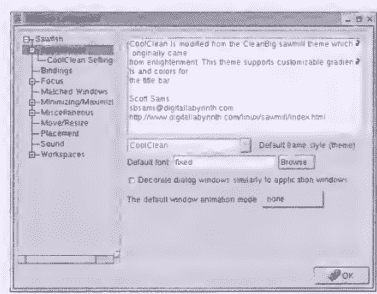 Sawfish
CoolClean Setting
Bindings
Focus
Matched Windows
Minimizing/Maximizi
Miscellaneous
Move/Resize
Placement
Sound
Workspaces
CoolClean is modified from the CleanBig sawmill theme which
originally came
from enlightenment. This theme supports customizable gradien
ts and colors for
the title bar
Scott Sams
sbsams@digitallabyrinth.com
http://www.digitallabyrinth.com/linux/sawmill/index.html
CoolClean Default frame style (theme)
Default font: fixed Browse
Decorate dialog windows similarly to application windows
The default window animation mode: none
OK